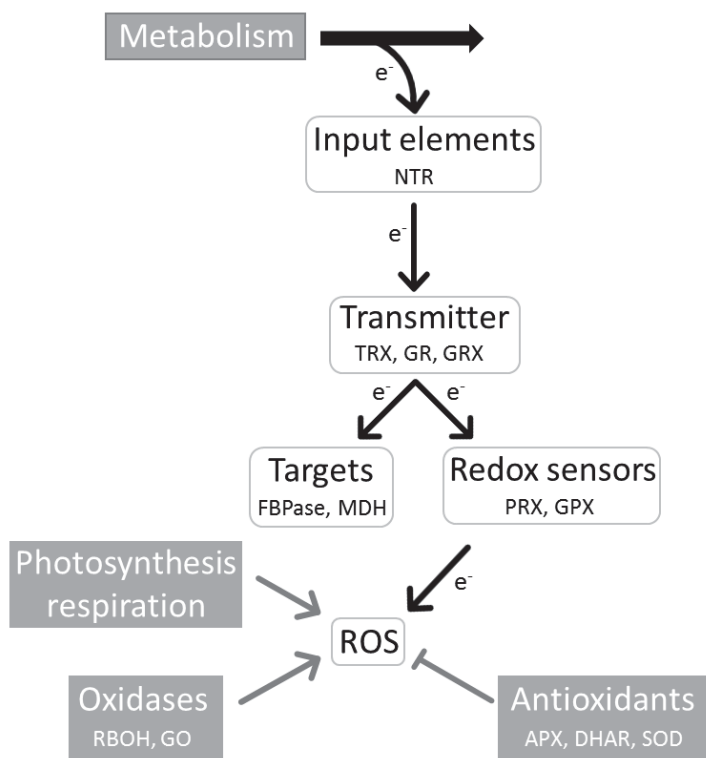 Metabolism
e⁻
Input elements
NTR
e⁻
Transmitter
TRX, GR, GRX
e⁻ e⁻
Targets
FBPase, MDH
Redox sensors
PRX, GPX
Photosynthesis
respiration
e⁻
ROS
Oxidases
RBOH, GO
Antioxidants
APX, DHAR, SOD